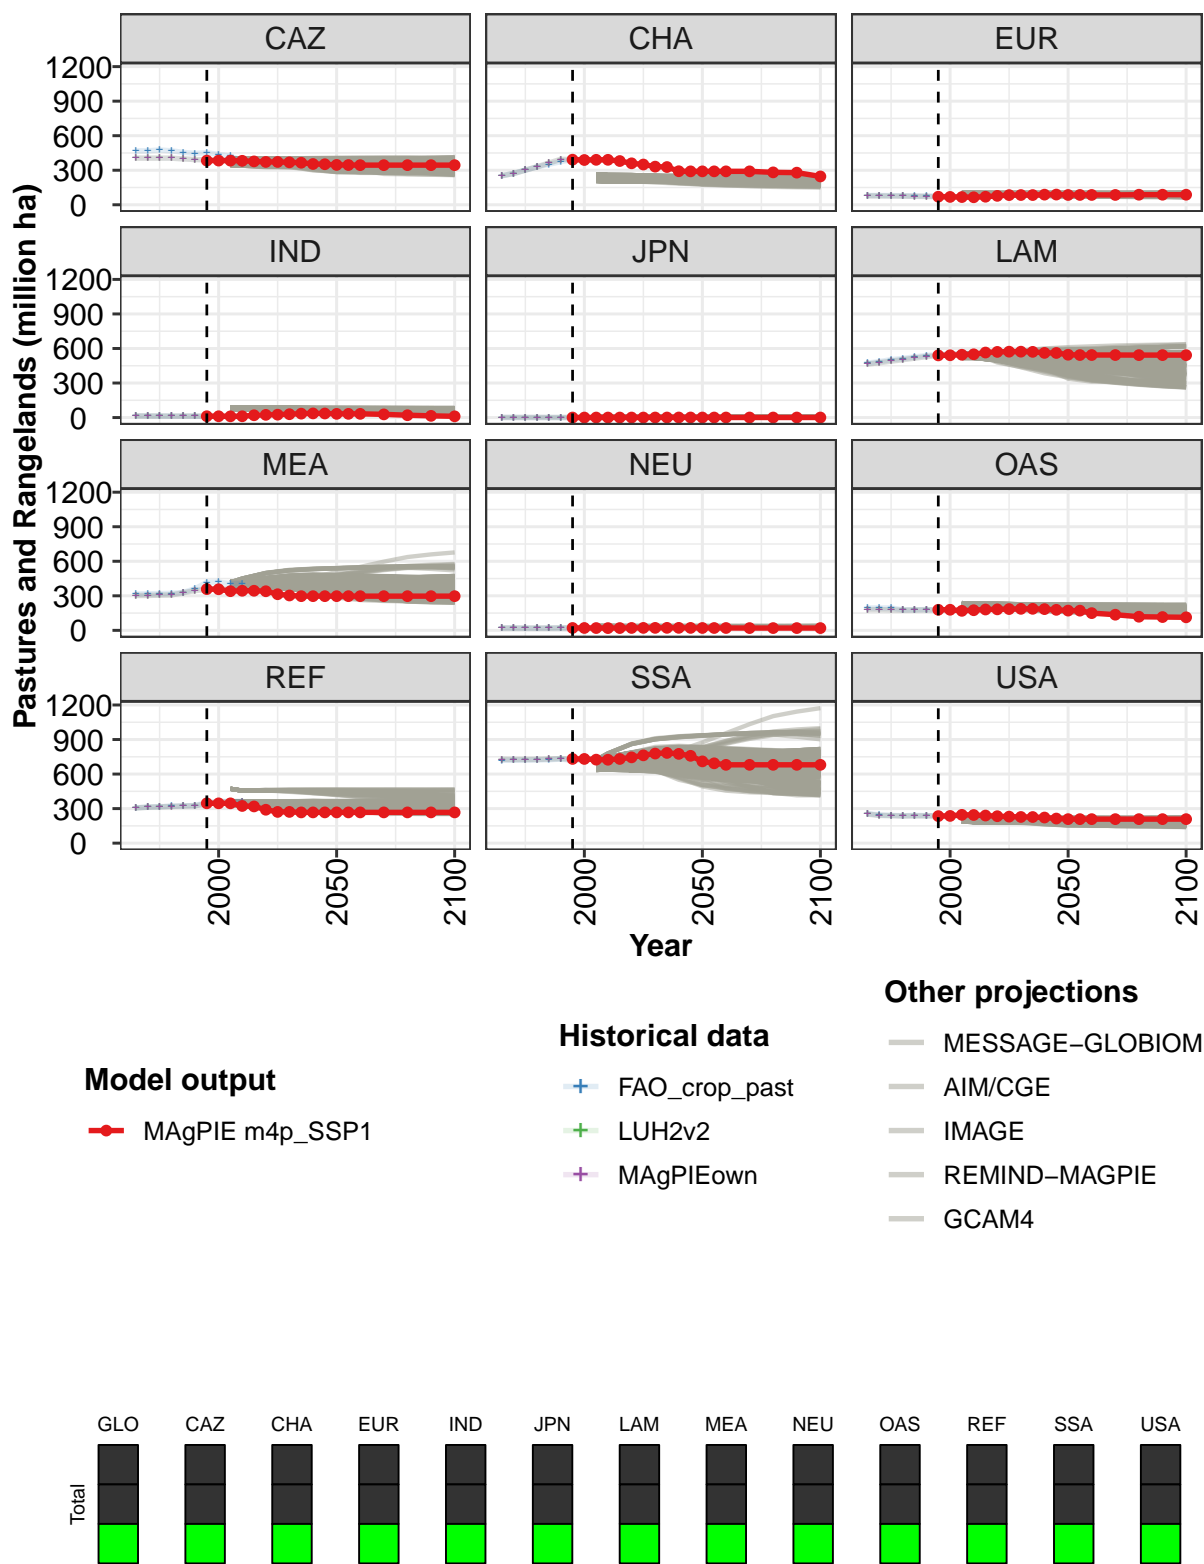 CAZ CHA EUR
1200
900
600
300
0
IND JPN LAM
1200
900
600
300
0
MEA NEU OAS
1200
900
600
300
0
REF SSA USA
1200
900
600
300
0
2000 2050 2100 2000 2050 2100 2000 2050 2100
Year
Pastures and Rangelands (million ha)
Model output
MAgPIE m4p_SSP1
Historical data
FAO_crop_past
LUH2v2
MAgPIEown
Other projections
MESSAGE−GLOBIOM
AIM/CGE
IMAGE
REMIND−MAGPIE
GCAM4
GLO CAZ CHA EUR IND JPN LAM MEA NEU OAS REF SSA USA
Total